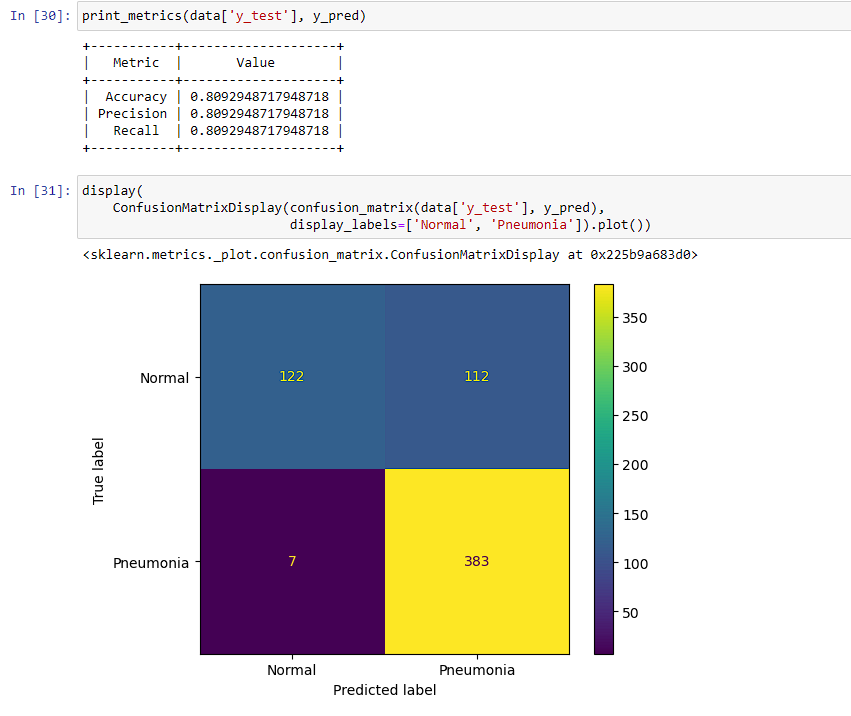 In [30]: print_metrics(data['y_test'], y_pred)
+-----------+--------------------+
|   Metric  |       Value        |
+-----------+--------------------+
|  Accuracy | 0.8092948717948718 |
| Precision | 0.8092948717948718 |
|   Recall  | 0.8092948717948718 |
+-----------+--------------------+
In [31]: display(
    ConfusionMatrixDisplay(confusion_matrix(data['y_test'], y_pred),
                           display_labels=['Normal', 'Pneumonia']).plot())
<sklearn.metrics._plot.confusion_matrix.ConfusionMatrixDisplay at 0x225b9a683d0>
350
300
250
200
150
100
50
True label
Normal
122
112
Pneumonia
7
383
Normal
Pneumonia
Predicted label